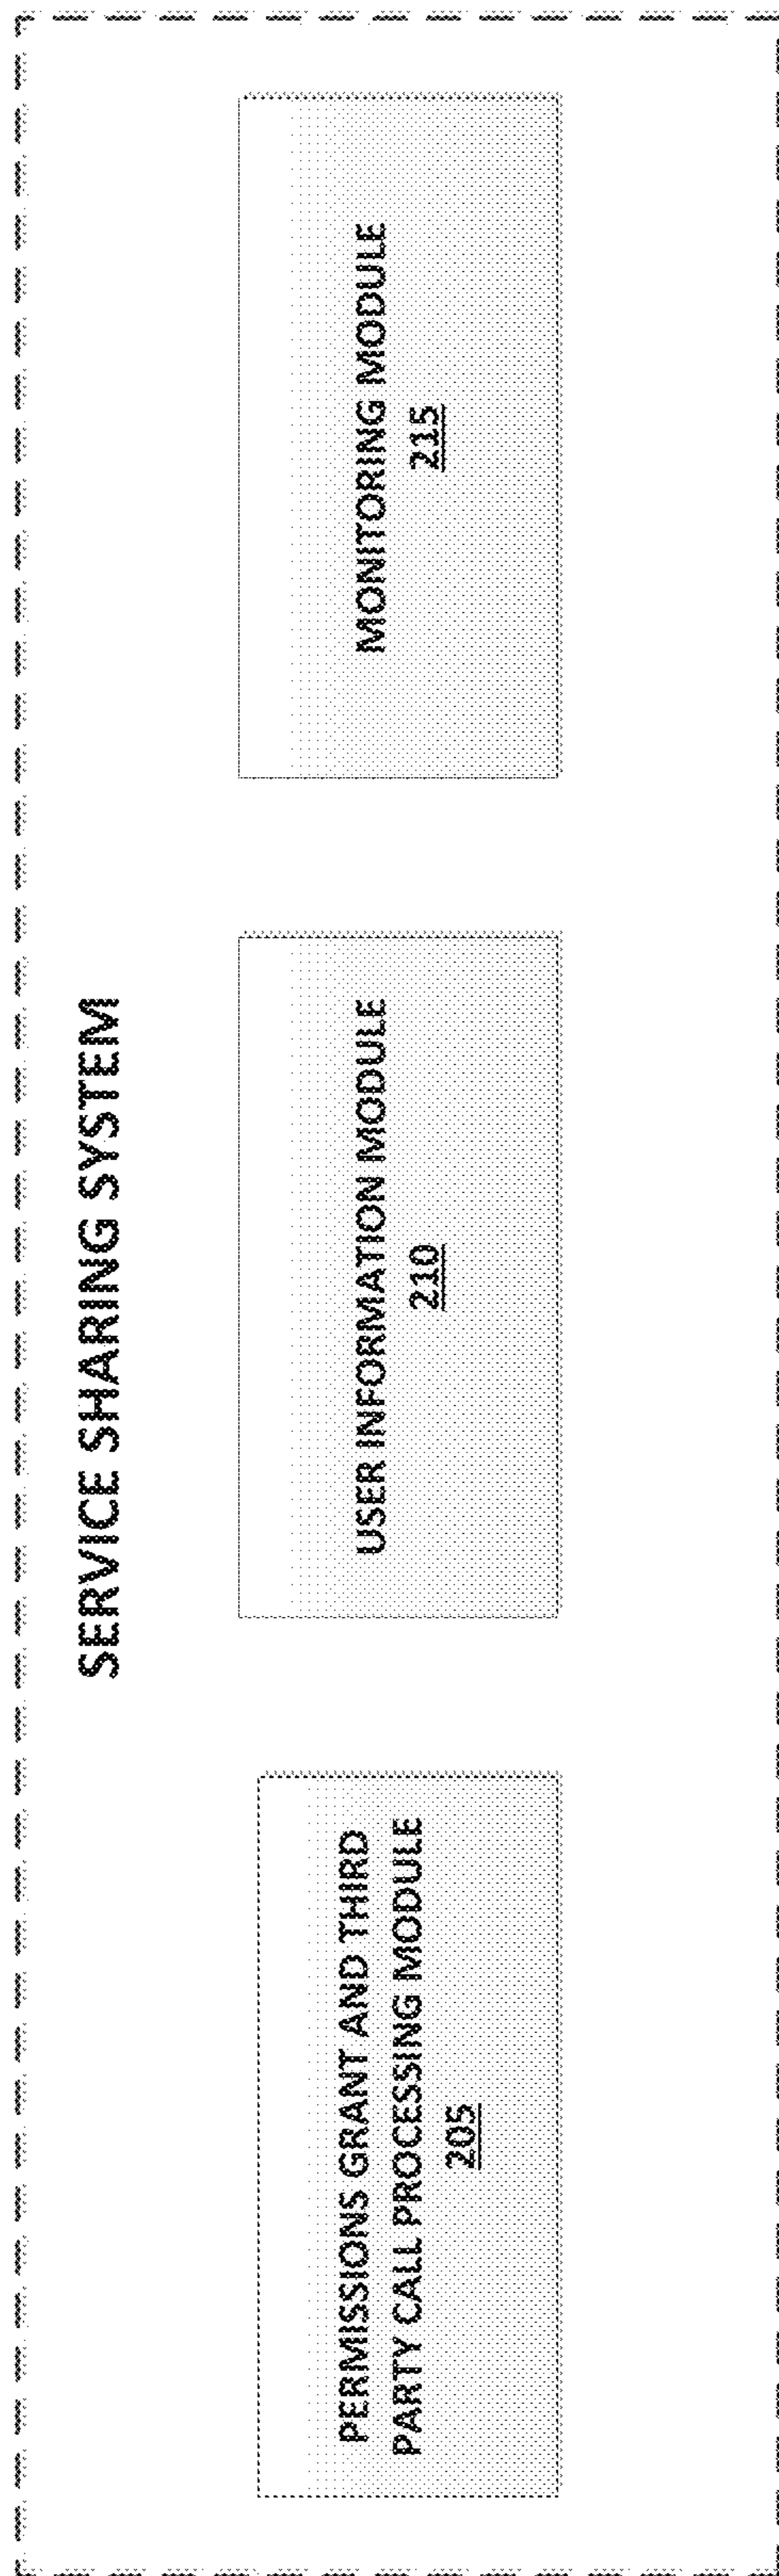 SERVICE SHARING SYSTEM
PERMISSIONS GRANT AND THIRD
PARTY CALL PROCESSING MODULE
205
USER INFORMATION MODULE
210
MONITORING MODULE
215